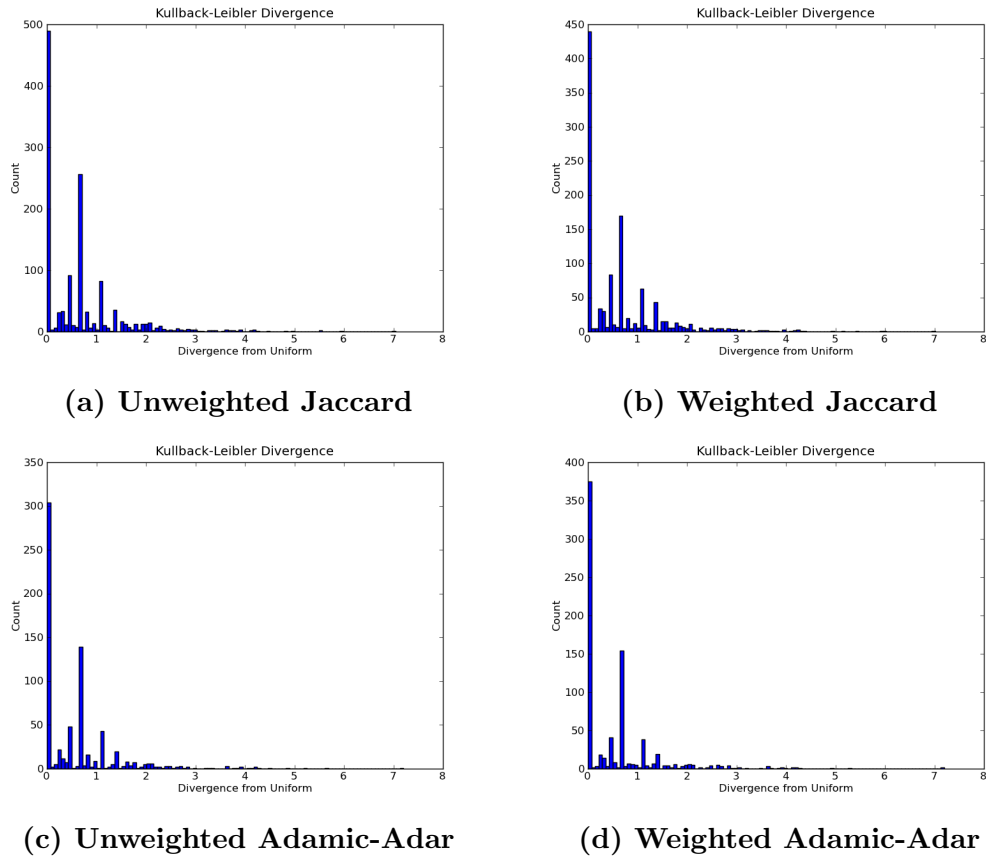 Kullback-Leibler Divergence
500
400
300
200
100
0
Count
0 1 2 3 4 5 6 7 8
Divergence from Uniform
(a) Unweighted Jaccard
Kullback-Leibler Divergence
450
400
350
300
250
200
150
100
50
0
Count
0 1 2 3 4 5 6 7 8
Divergence from Uniform
(b) Weighted Jaccard
Kullback-Leibler Divergence
350
300
250
200
150
100
50
0
Count
0 1 2 3 4 5 6 7 8
Divergence from Uniform
(c) Unweighted Adamic-Adar
Kullback-Leibler Divergence
400
350
300
250
200
150
100
50
0
Count
0 1 2 3 4 5 6 7 8
Divergence from Uniform
(d) Weighted Adamic-Adar